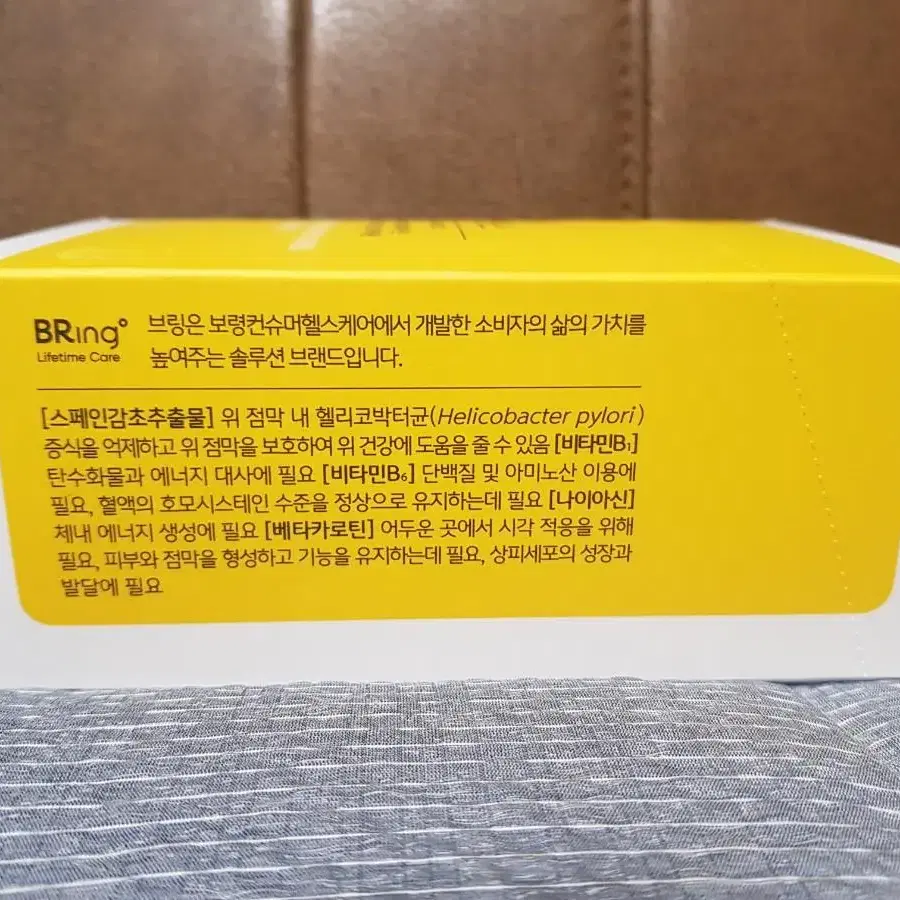 BRing°
Lifetime Care
브링은 보령컨슈머헬스케어에서 개발한 소비자의 삶의 가치를
높여주는 솔루션 브랜드입니다.
[스페인감초추출물] 위 점막 내 헬리코박터균(Helicobacter pylori)
증식을 억제하고 위 점막을 보호하여 위 건강에 도움을 줄 수 있음 [비타민B₁]
탄수화물과 에너지 대사에 필요 [비타민B₆] 단백질 및 아미노산 이용에
필요, 혈액의 호모시스테인 수준을 정상으로 유지하는데 필요 [나이아신]
체내 에너지 생성에 필요 [베타카로틴] 어두운 곳에서 시각 적응을 위해
필요, 피부와 점막을 형성하고 기능을 유지하는데 필요, 상피세포의 성장과
발달에 필요